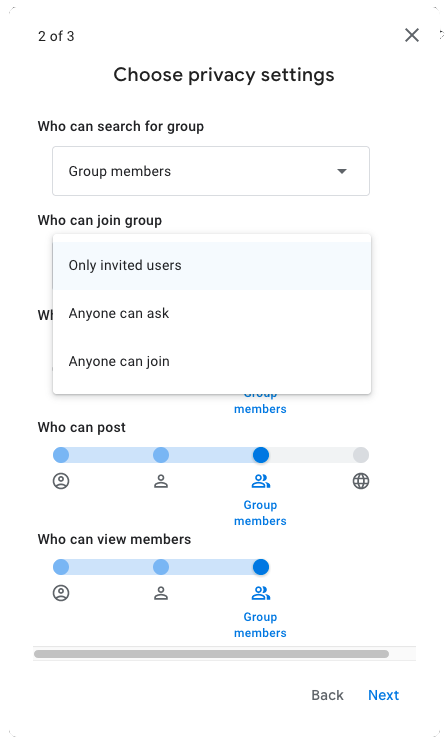 2 of 3
Choose privacy settings
Who can search for group
Group members
Who can join group
Only invited users
Anyone can ask
Anyone can join
Group
members
Who can post
Group
members
Who can view members
Group
members
Back
Next